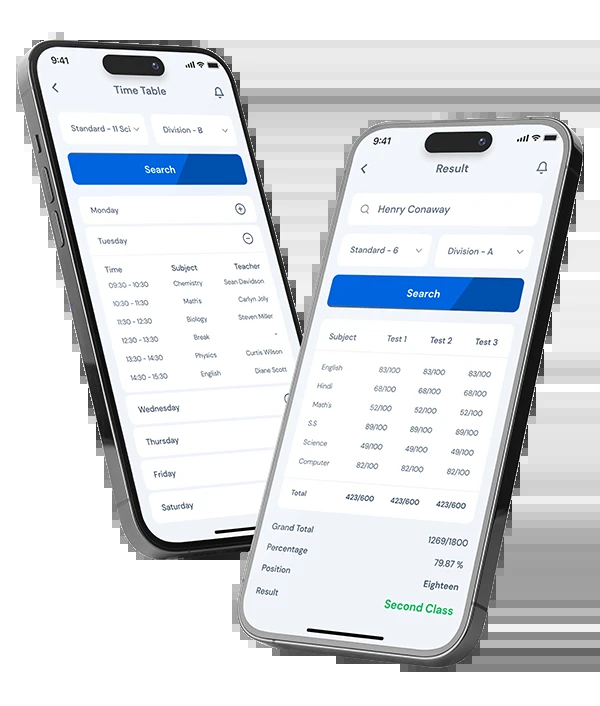 9:41
Time Table
Standard - 11 Sci Division - B
Search
Monday
Tuesday
Time Subject Teacher
09:30 - 10:30 Chemistry Sean Davidson
10:30 - 11:30 Math's Carlyn Joly
11:30 - 12:30 Biology Steven Miller
12:30 - 13:30 Break -
13:30 - 14:30 Physics Curtis Wilson
14:30 - 15:30 English Diane Scott
Wednesday
Thursday
Friday
Saturday
9:41
Result
Henry Conaway
Standard - 6 Division - A
Search
Subject Test 1 Test 2 Test 3
English 83/100 83/100 83/100
Hindi 68/100 68/100 68/100
Math's 52/100 52/100 52/100
S.S 89/100 89/100 89/100
Science 49/100 49/100 49/100
Computer 82/100 82/100 82/100
Total 423/600 423/600 423/600
Grand Total 1269/1800
Percentage 79.87 %
Position Eighteen
Result Second Class